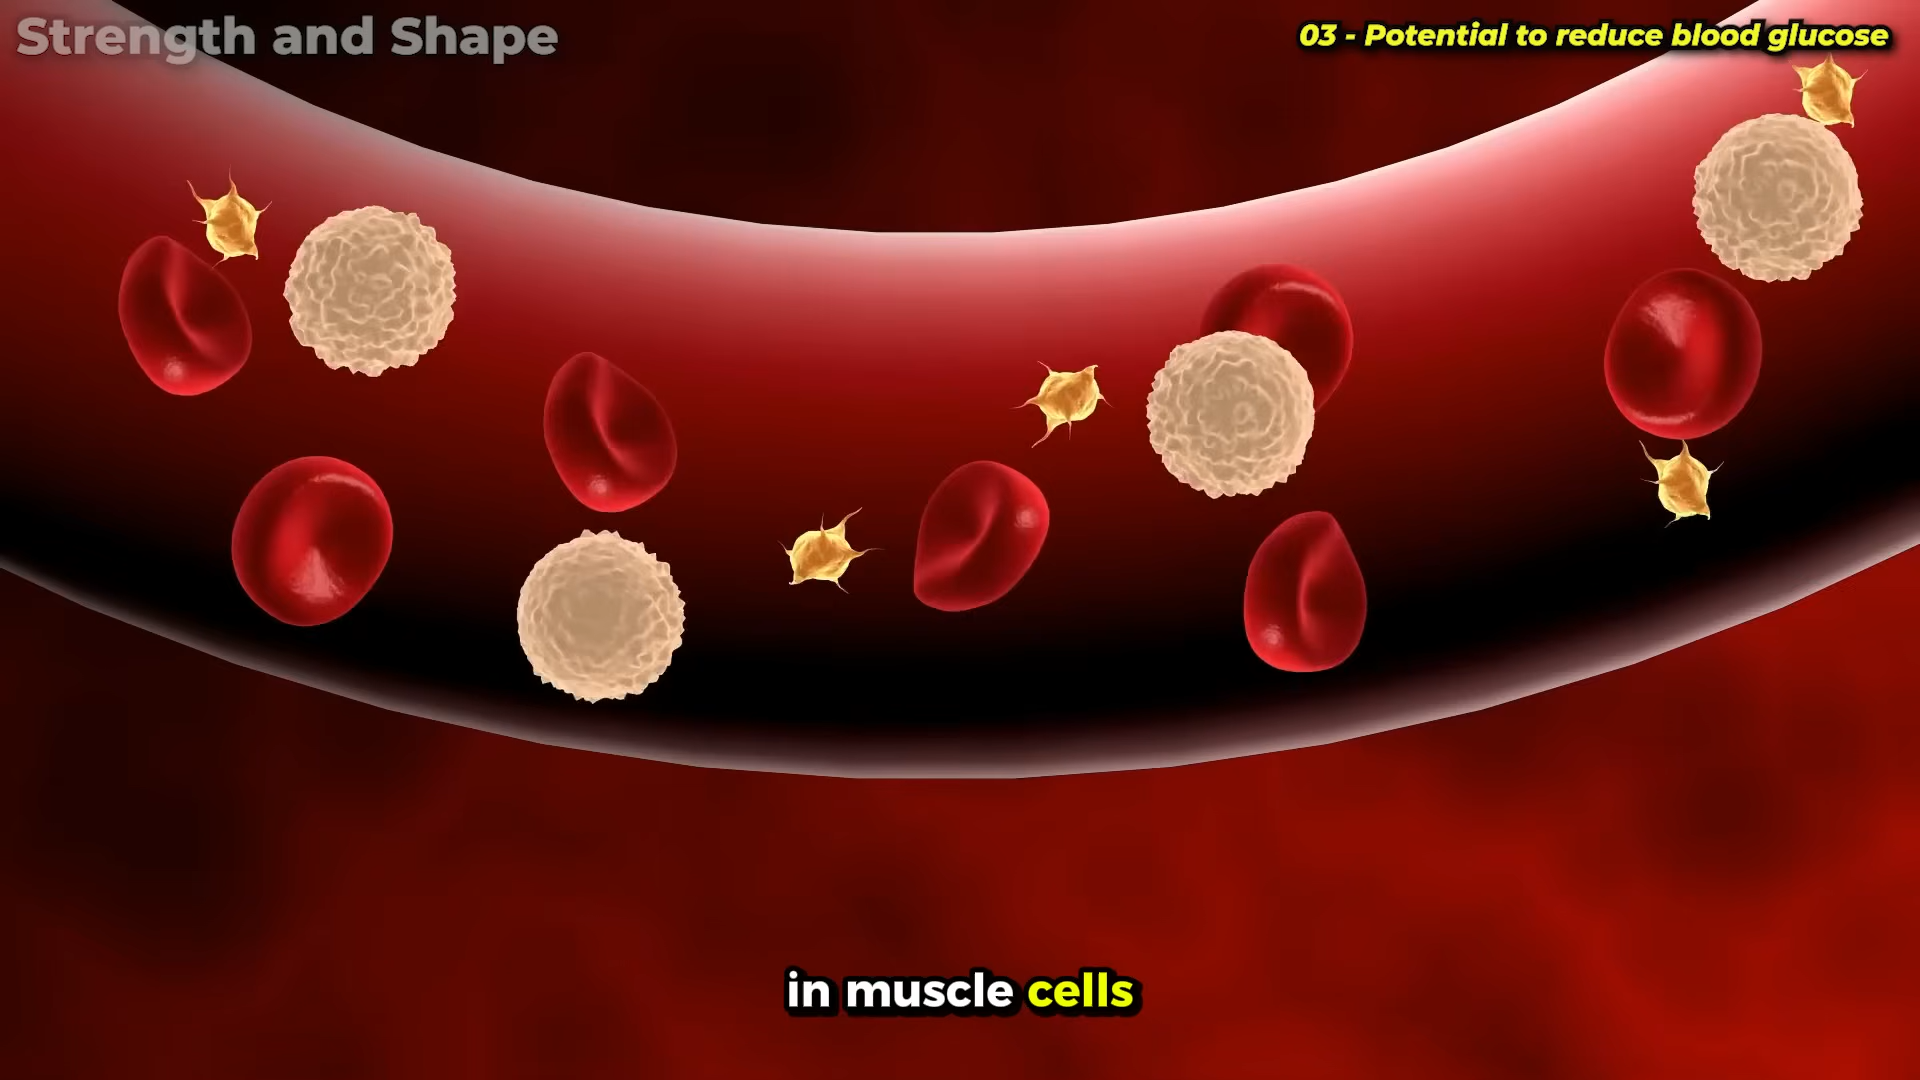 Strength and Shape
03 - Potential to reduce blood glucose
in muscle cells